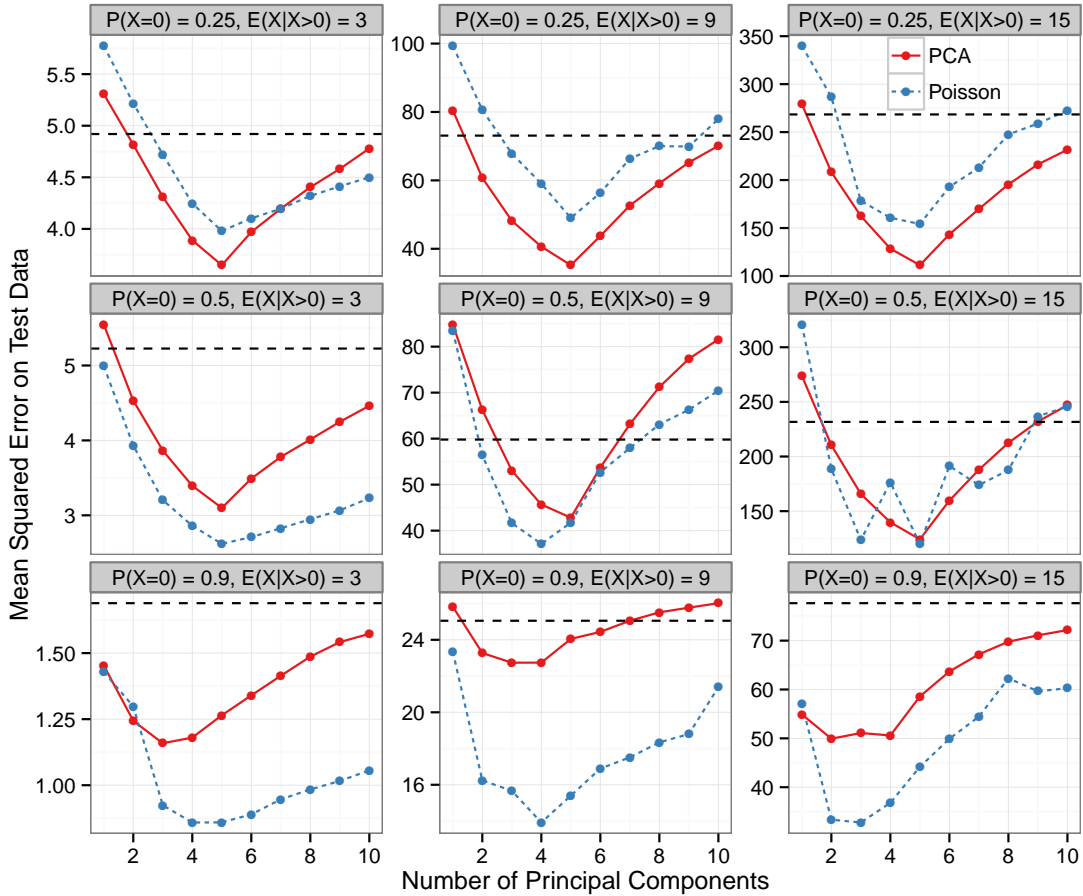 P(X=0) = 0.25, E(X|X>0) = 3
P(X=0) = 0.25, E(X|X>0) = 9
P(X=0) = 0.25, E(X|X>0) = 15
5.5
5.0
4.5
4.0
100
80
60
40
350
300
250
200
150
100
PCA
Poisson
P(X=0) = 0.5, E(X|X>0) = 3
P(X=0) = 0.5, E(X|X>0) = 9
P(X=0) = 0.5, E(X|X>0) = 15
5
4
3
80
70
60
50
40
300
250
200
150
P(X=0) = 0.9, E(X|X>0) = 3
P(X=0) = 0.9, E(X|X>0) = 9
P(X=0) = 0.9, E(X|X>0) = 15
1.50
1.25
1.00
24
20
16
70
60
50
40
2 4 6 8 10
2 4 6 8 10
2 4 6 8 10
Number of Principal Components
Mean Squared Error on Test Data